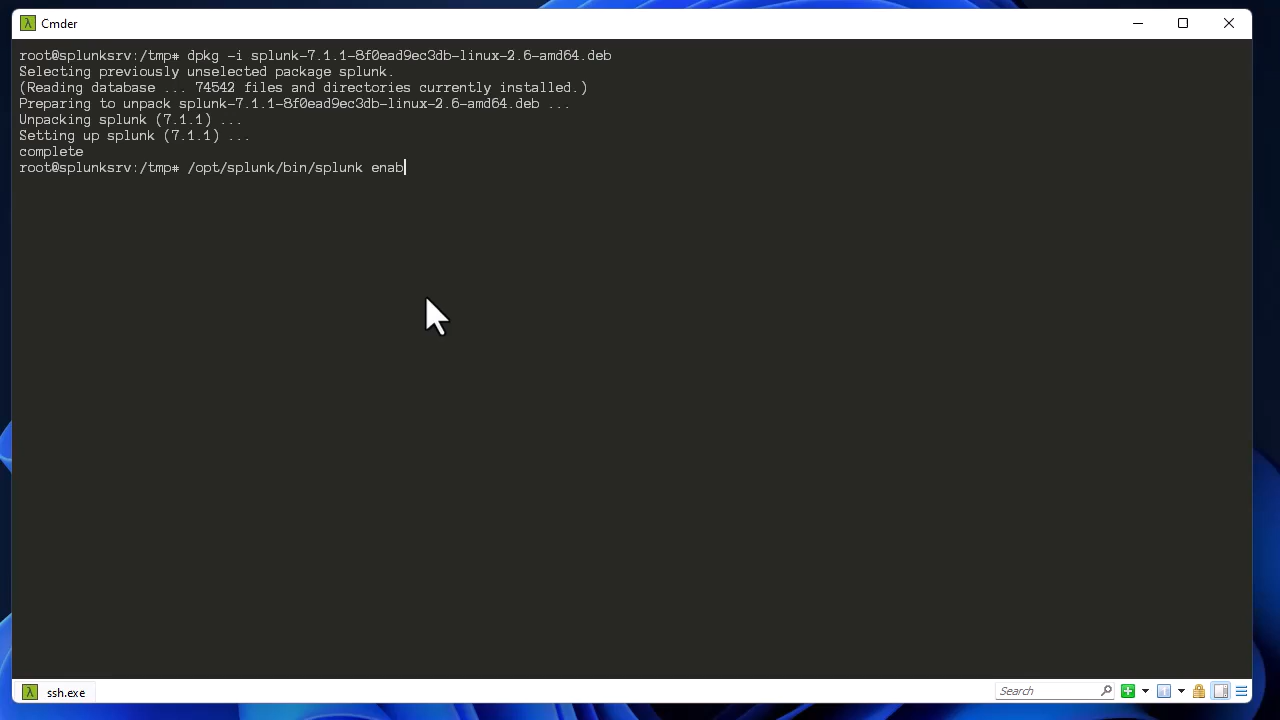 Cmder
root@splunksrv:/tmp# dpkg -i splunk-7.1.1-8f0ead9ec3db-linux-2.6-amd64.deb
Selecting previously unselected package splunk.
(Reading database ... 74542 files and directories currently installed.)
Preparing to unpack splunk-7.1.1-8f0ead9ec3db-linux-2.6-amd64.deb ...
Unpacking splunk (7.1.1) ...
Setting up splunk (7.1.1) ...
complete
root@splunksrv:/tmp# /opt/splunk/bin/splunk enab
ssh.exe
Search